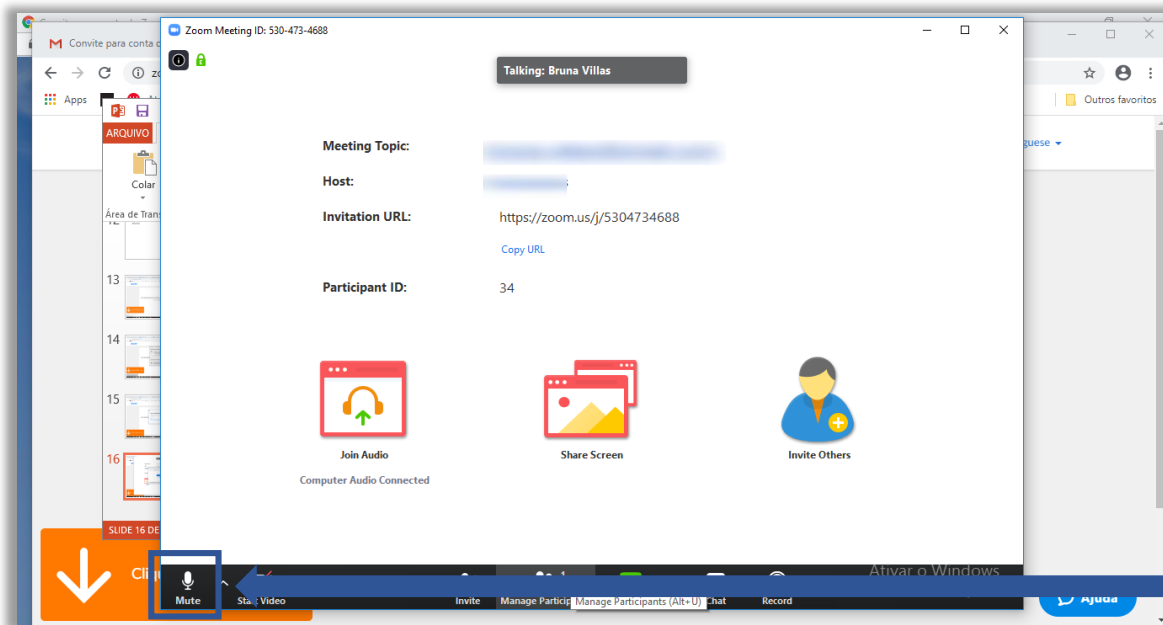 Zoom Meeting ID: 530-473-4688
Convite para conta
Apps
Outros favoritos
Talking: Bruna Villas
ARQUIVO
Colar
Área de Trans
guese
Meeting Topic:
Host:
Invitation URL: https://zoom.us/j/5304734688
Copy URL
Participant ID: 34
13
14
15
16
Join Audio
Share Screen
Invite Others
Computer Audio Connected
SLIDE 16 DE
Ativar o Windows
Mute
Start Video
Invite
Manage Particip
Manage Participants (Alt+U)
Chat
Record
Ajuda